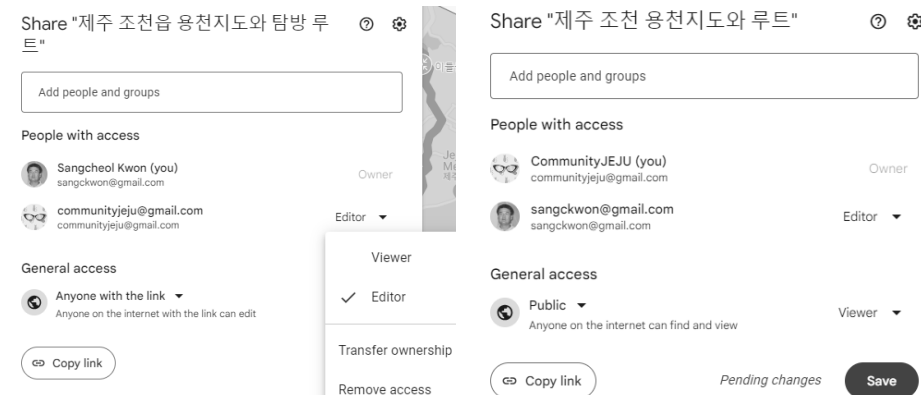 Share "제주 조천읍 용천지도와 탐방 루
트"
Add people and groups
People with access
Sangcheol Kwon (you)
sangckwon@gmail.com
Owner
communityjeju@gmail.com
communityjeju@gmail.com
Editor
Viewer
Editor
Transfer ownership
Remove access
General access
Anyone with the link
Anyone on the internet with the link can edit
Copy link
Share "제주 조천 용천지도와 루트"
Add people and groups
People with access
CommunityJEJU (you)
communityjeju@gmail.com
Owner
sangckwon@gmail.com
sangckwon@gmail.com
Editor
General access
Public
Anyone on the internet can find and view
Viewer
Copy link
Pending changes
Save